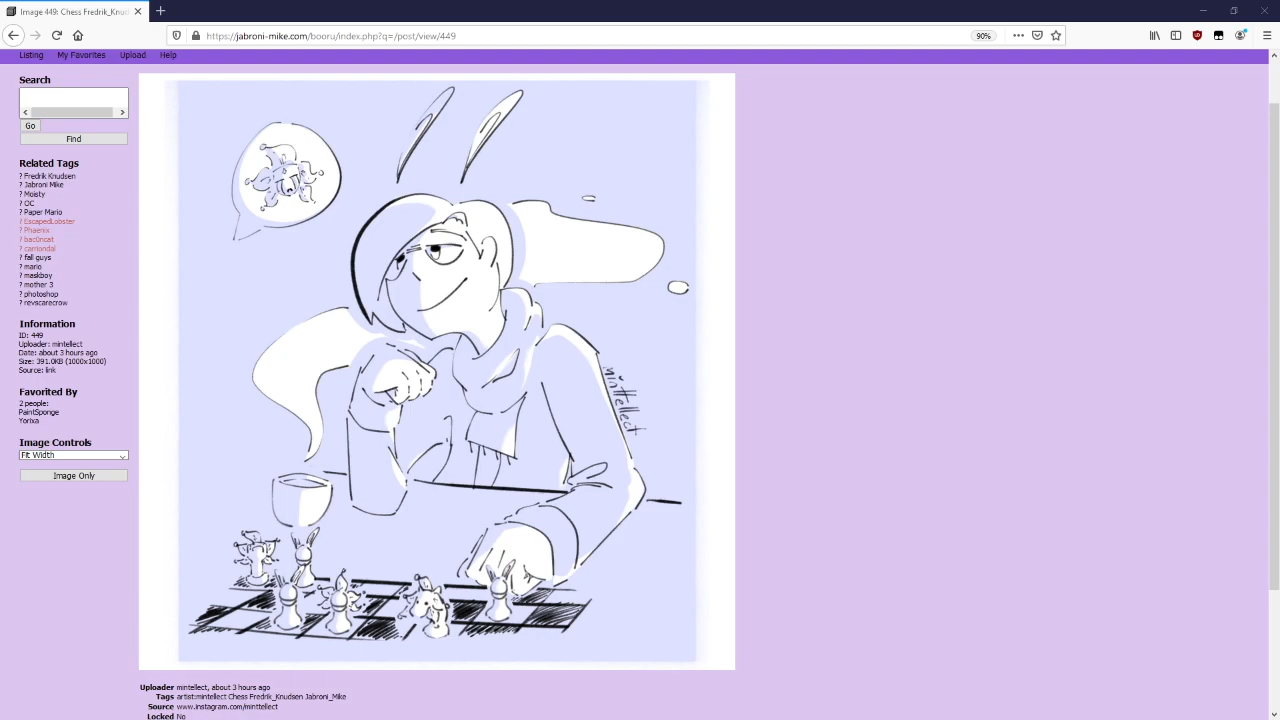 Image 449: Chess Fredrik_Knuds
https://jabroni-mike.com/booru/index.php?q=/post/view/449
90%
Listing My Favorites Upload Help
Search
Go
Find
Related Tags
? Fredrik Knudsen
? Jabroni Mike
? Moisty
? OC
? Paper Mario
? EscapedLobster
? Phaenix
? bac0ncat
? carriondal
? fall guys
? mario
? maskboy
? mother 3
? photoshop
? revscarecrow
Information
ID: 449
Uploader: mintellect
Date: about 3 hours ago
Size: 391.0KB (1000x1000)
Source: link
Favorited By
2 people:
PaintSponge
Yorixa
Image Controls
Fit Width
Image Only
Minttellect
Uploader mintellect, about 3 hours ago
Tags artist:mintellect Chess Fredrik_Knudsen Jabroni_Mike
Source www.instagram.com/minttellect
Locked No